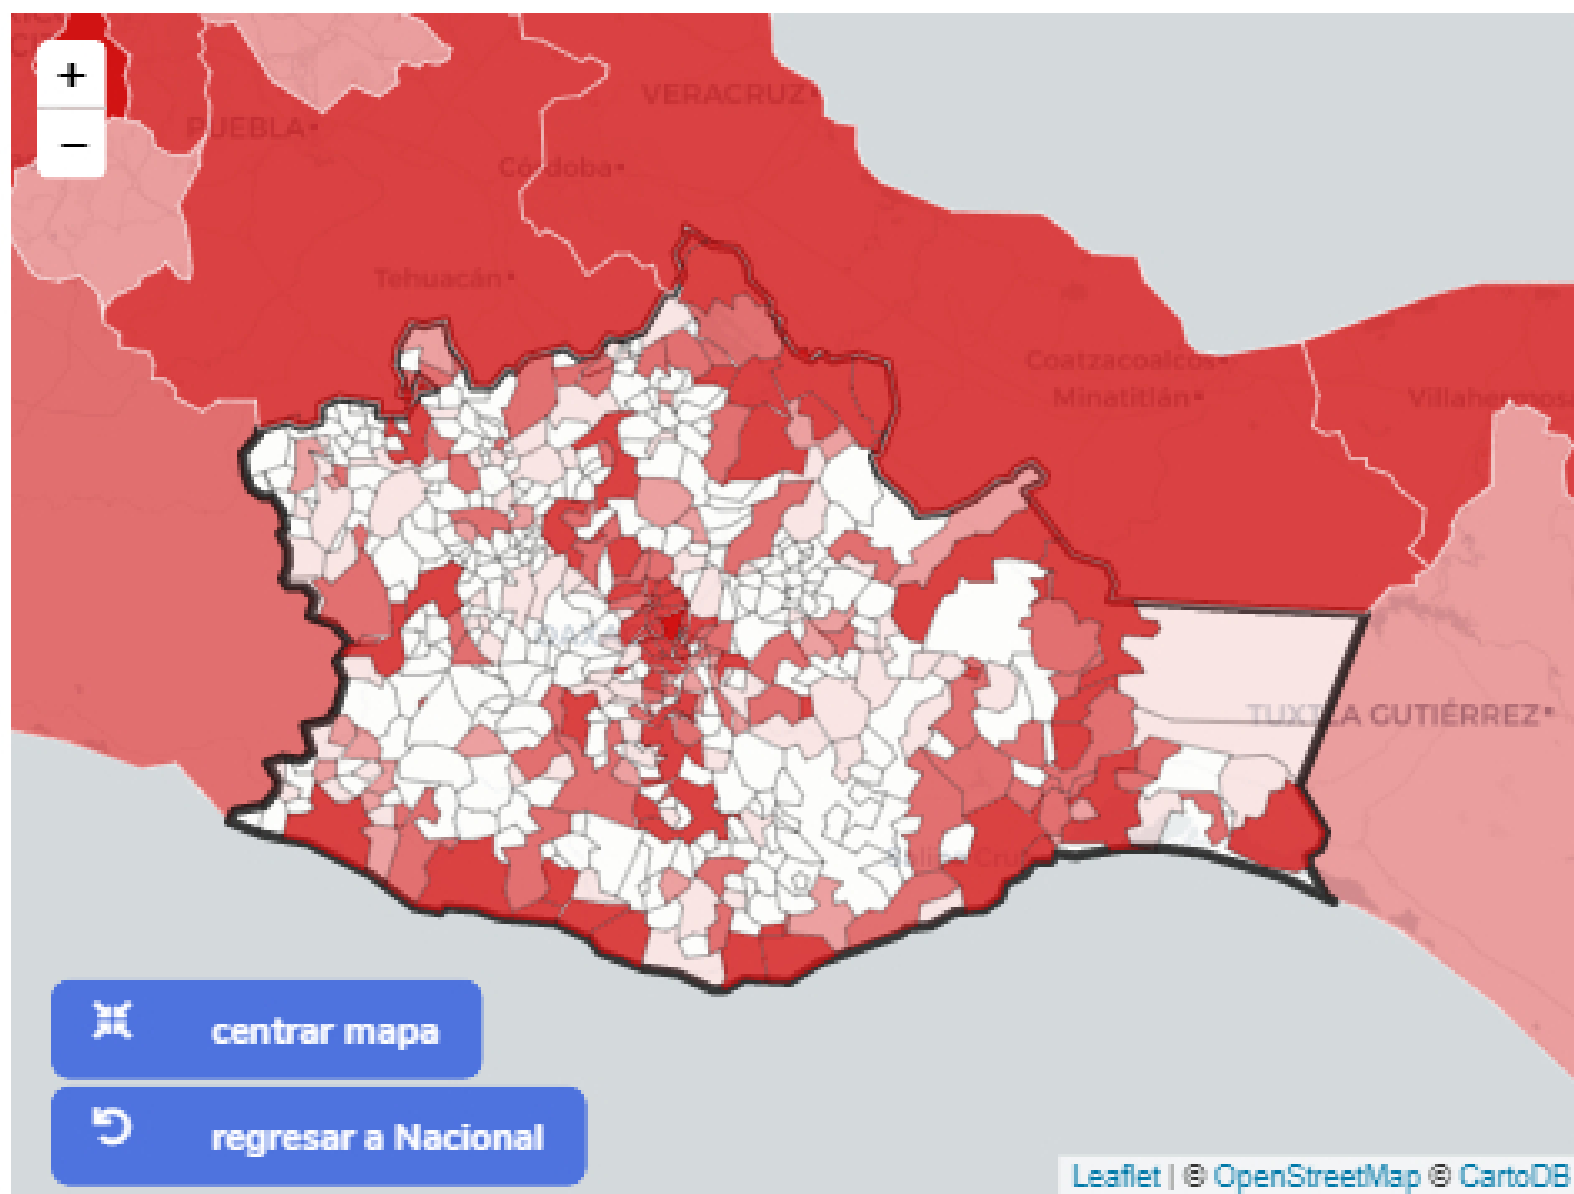 +
−
VERACRUZ
PUEBLA
Córdoba
Tehuacán
Coatzacoalcos
Minatitlán
TUXTLA GUTIÉRREZ
centrar mapa
regresar a Nacional
Leaflet | © OpenStreetMap © CartoDB